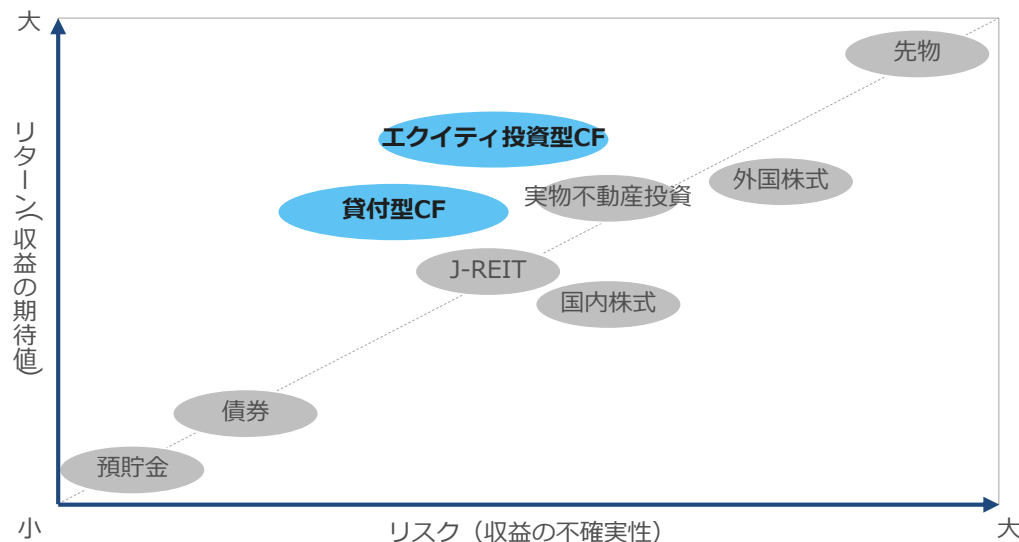 大
先物
エクイティ投資型CF
外国株式
実物不動産投資
貸付型CF
J-REIT
国内株式
リターン(収益の期待値)
債券
預貯金
小
リスク（収益の不確実性）
大